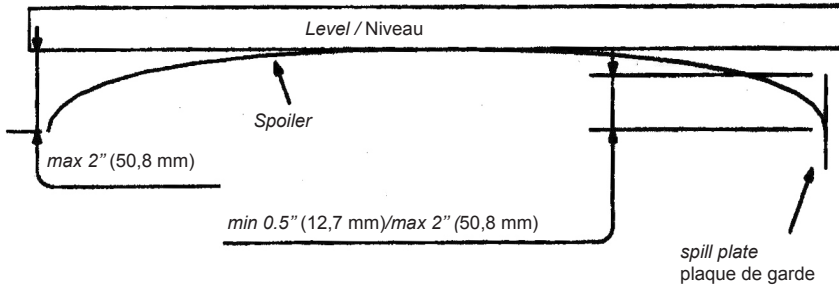 Level / Niveau
Spoiler
max 2” (50,8 mm)
min 0.5” (12,7 mm)/max 2” (50,8 mm)
spill plate
plaque de garde